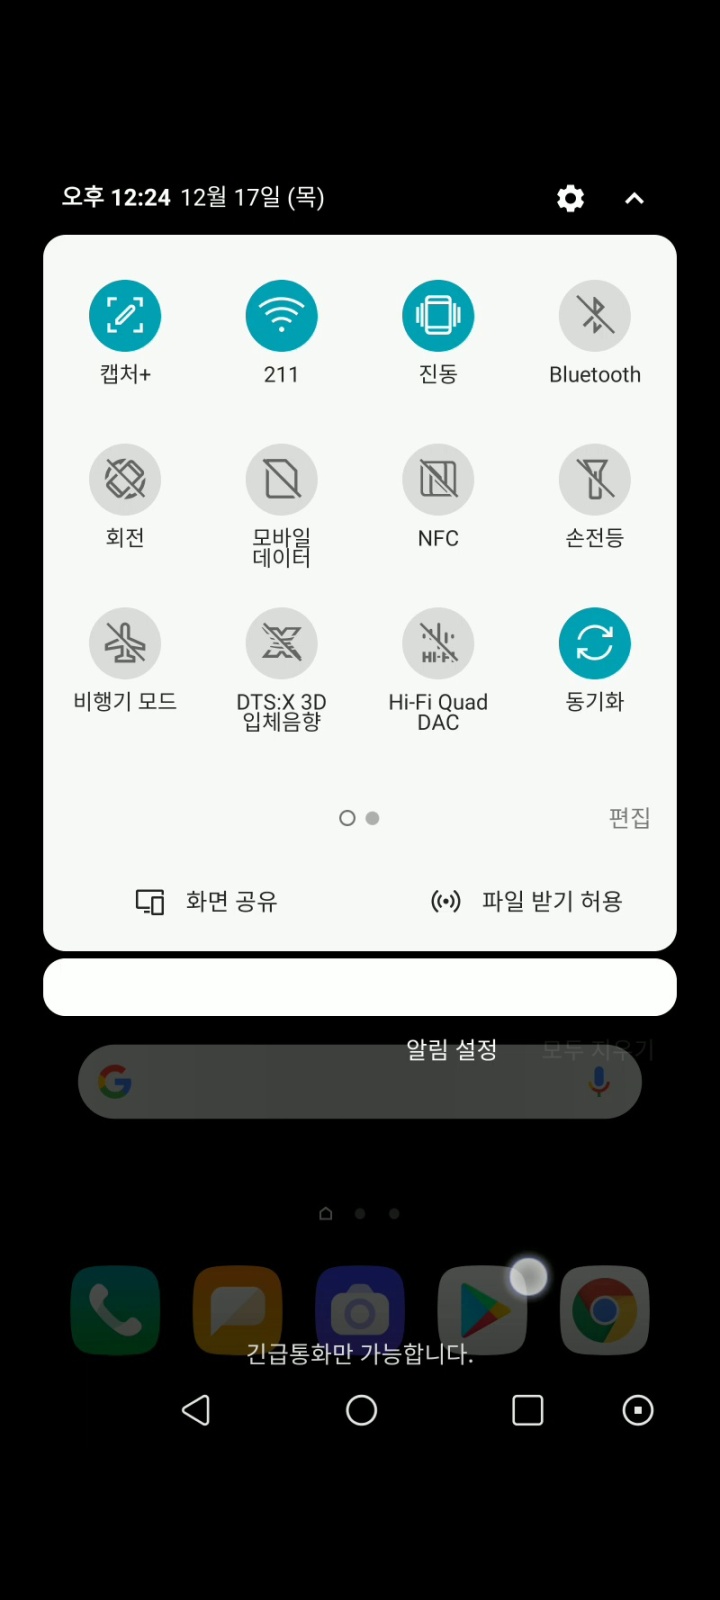 오후 12:24 12월 17일 (목)
캡처+ 211 진동 Bluetooth
회전 모바일 데이터 NFC 손전등
HI-FI
비행기 모드 DTS:X 3D 입체음향 Hi-Fi Quad DAC 동기화
편집
화면 공유 파일 받기 허용
알림 설정 모두 지우기
긴급통화만 가능합니다.